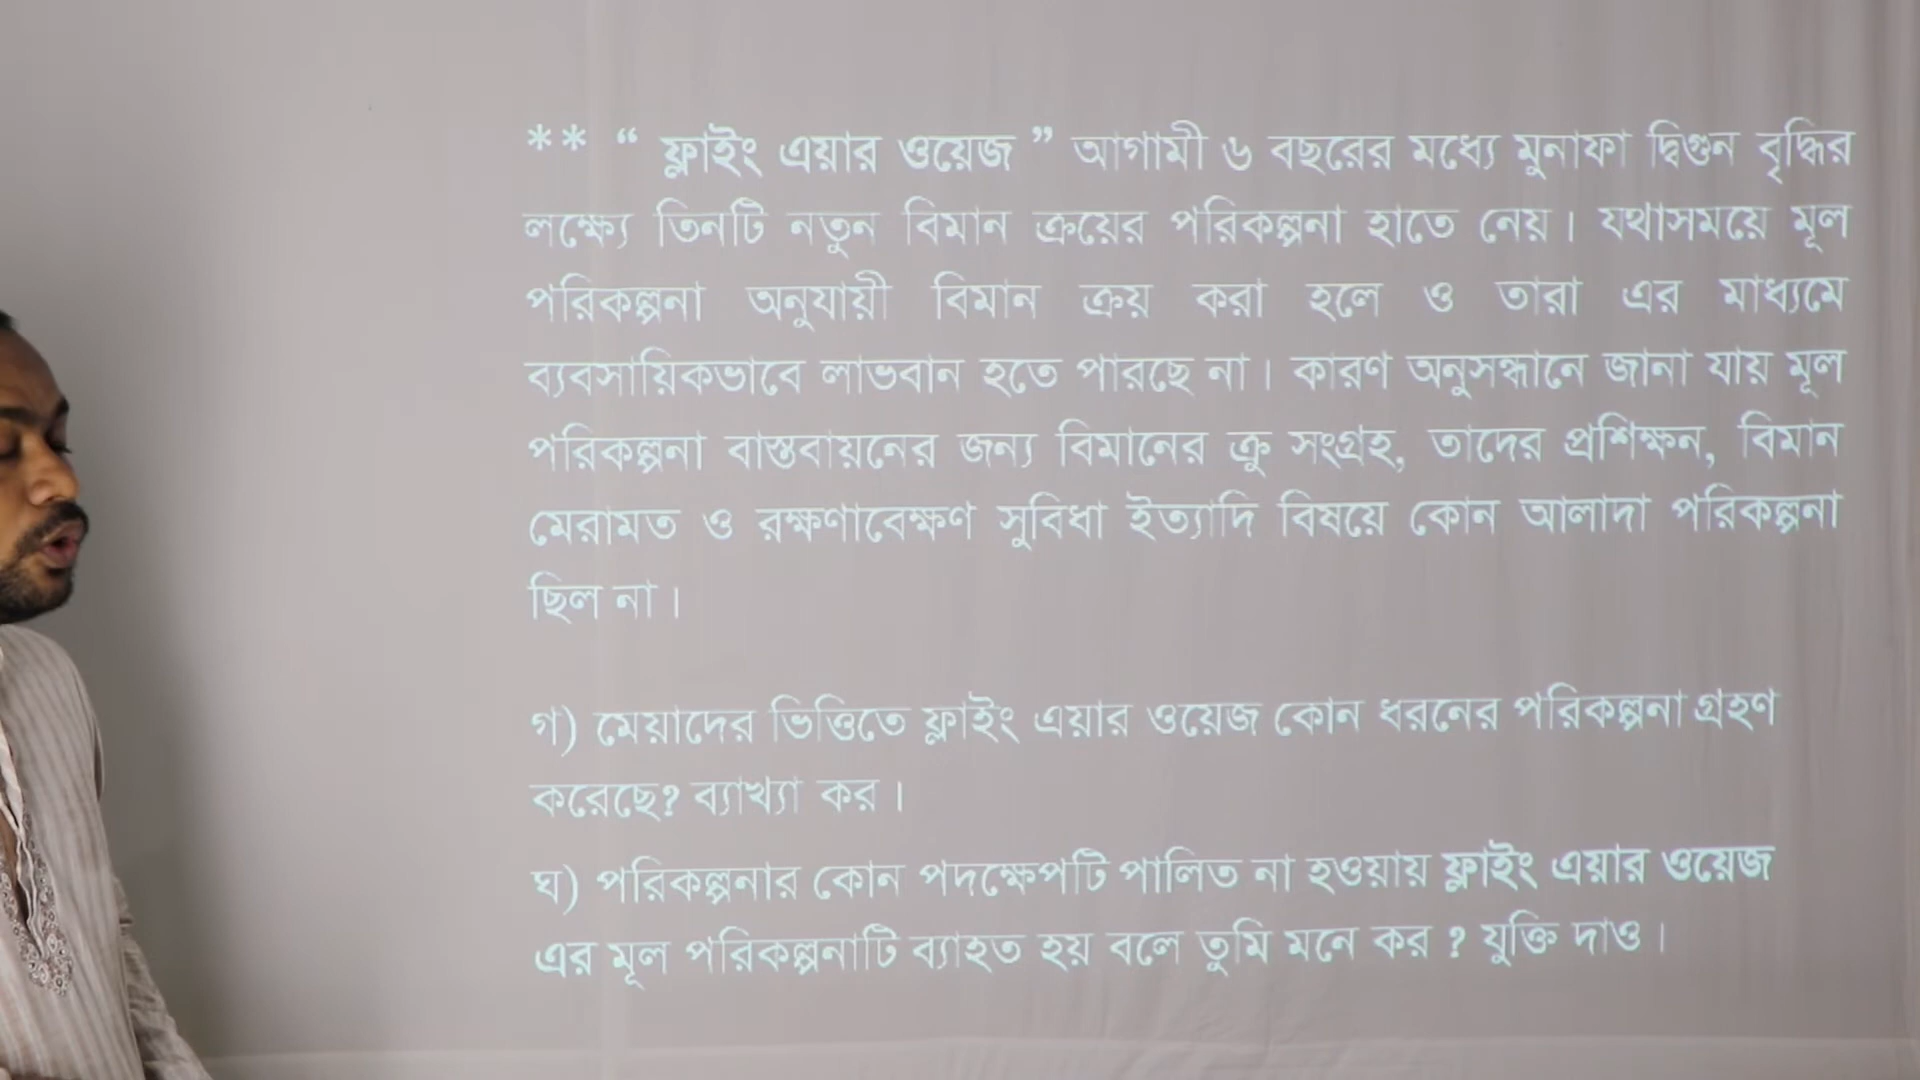 ** “ ফ্লাইং এয়ার ওয়েজ ” আগামী ৬ বছরের মধ্যে মুনাফা দ্বিগুন বৃদ্ধির
লক্ষ্যে তিনটি নতুন বিমান ক্রয়ের পরিকল্পনা হাতে নেয়। যথাসময়ে মূল
পরিকল্পনা অনুযায়ী বিমান ক্রয় করা হলে ও তারা এর মাধ্যমে
ব্যবসায়িকভাবে লাভবান হতে পারছে না। কারণ অনুসন্ধানে জানা যায় মূল
পরিকল্পনা বাস্তবায়নের জন্য বিমানের ক্রু সংগ্রহ, তাদের প্রশিক্ষন, বিমান
মেরামত ও রক্ষণাবেক্ষণ সুবিধা ইত্যাদি বিষয়ে কোন আলাদা পরিকল্পনা
ছিল না।
গ) মেয়াদের ভিত্তিতে ফ্লাইং এয়ার ওয়েজ কোন ধরনের পরিকল্পনা গ্রহণ
করেছে? ব্যাখ্যা কর।
ঘ) পরিকল্পনার কোন পদক্ষেপটি পালিত না হওয়ায় ফ্লাইং এয়ার ওয়েজ
এর মূল পরিকল্পনাটি ব্যাহত হয় বলে তুমি মনে কর ? যুক্তি দাও।